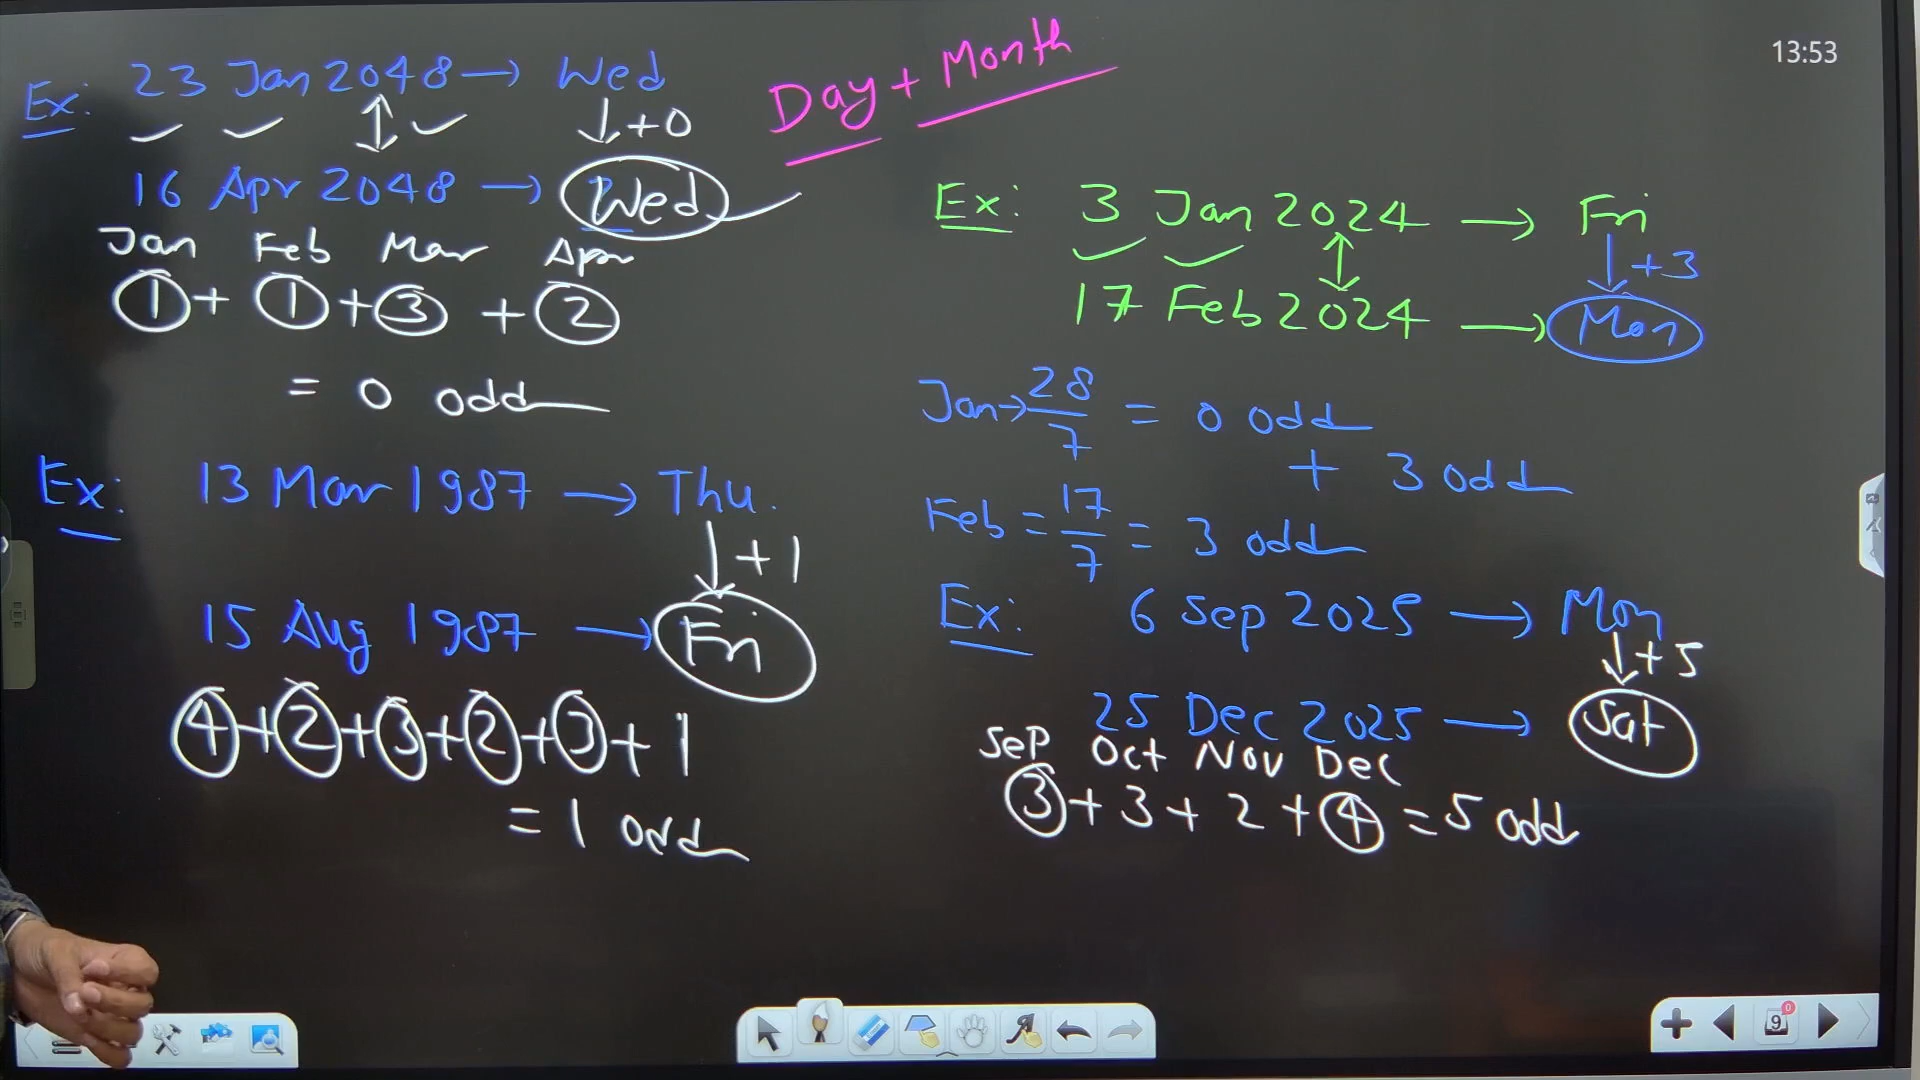 13:53
Day + Month
Ex: 23 Jan 2048 → Wed
↓ +0
16 Apr 2048 → Wed
Jan Feb Mar Apr
1 + 1 + 3 + 2
= 0 odd
Ex: 13 Mar 1987 → Thu.
↓ +1
15 Aug 1987 → Fri
4 + 2 + 3 + 2 + 3 + 1
= 1 odd
Ex: 3 Jan 2024 → Fri
↓ +3
17 Feb 2024 → Mon
Jan → 28/7 = 0 odd
+ 3 odd
Feb = 17/7 = 3 odd
Ex: 6 Sep 2025 → Mon
↓ +5
25 Dec 2025 → Sat
Sep Oct Nov Dec
3 + 3 + 2 + 4 = 5 odd
9
0